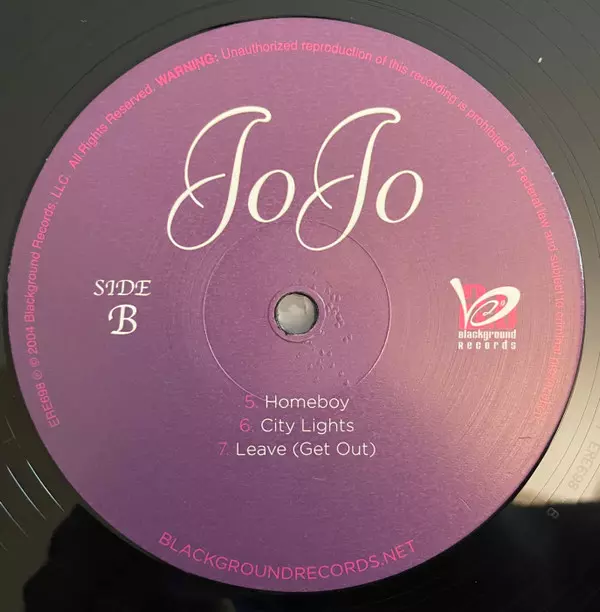 JoJo
SIDE
B
Blackground
Records
5. Homeboy
6. City Lights
7. Leave (Get Out)
ERE698 ℗ © 2004 Blackground Records, LLC. All Rights Reserved. WARNING: Unauthorized reproduction of this recording is prohibited by Federal law and subject to criminal prosecution.
BLACKGROUNDRECORDS.NET
ERE698 B